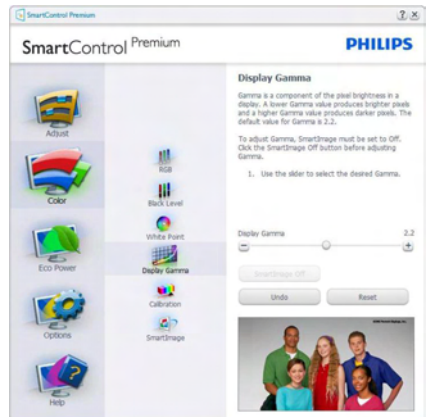 SmartControl Premium
SmartControl Premium
PHILIPS
Adjust
Color
Eco Power
Options
Help
RGB
Black Level
White Point
Display Gamma
Calibration
SmartImage
Display Gamma
Gamma is a component of the pixel brightness in a
display. A lower Gamma value produces brighter pixels
and a higher Gamma value produces darker pixels. The
default value for Gamma is 2.2.
To adjust Gamma, SmartImage must be set to Off.
Click the SmartImage Off button before adjusting
Gamma.
1. Use the slider to select the desired Gamma.
Display Gamma 2.2
SmartImage Off
Undo Reset